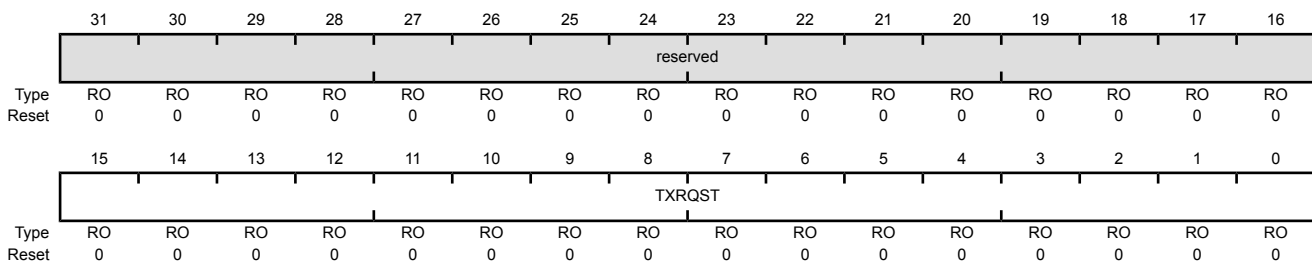 31 30 29 28 27 26 25 24 23 22 21 20 19 18 17 16
reserved
Type RO RO RO RO RO RO RO RO RO RO RO RO RO RO RO RO
Reset 0 0 0 0 0 0 0 0 0 0 0 0 0 0 0 0
15 14 13 12 11 10 9 8 7 6 5 4 3 2 1 0
TXRQST
Type RO RO RO RO RO RO RO RO RO RO RO RO RO RO RO RO
Reset 0 0 0 0 0 0 0 0 0 0 0 0 0 0 0 0